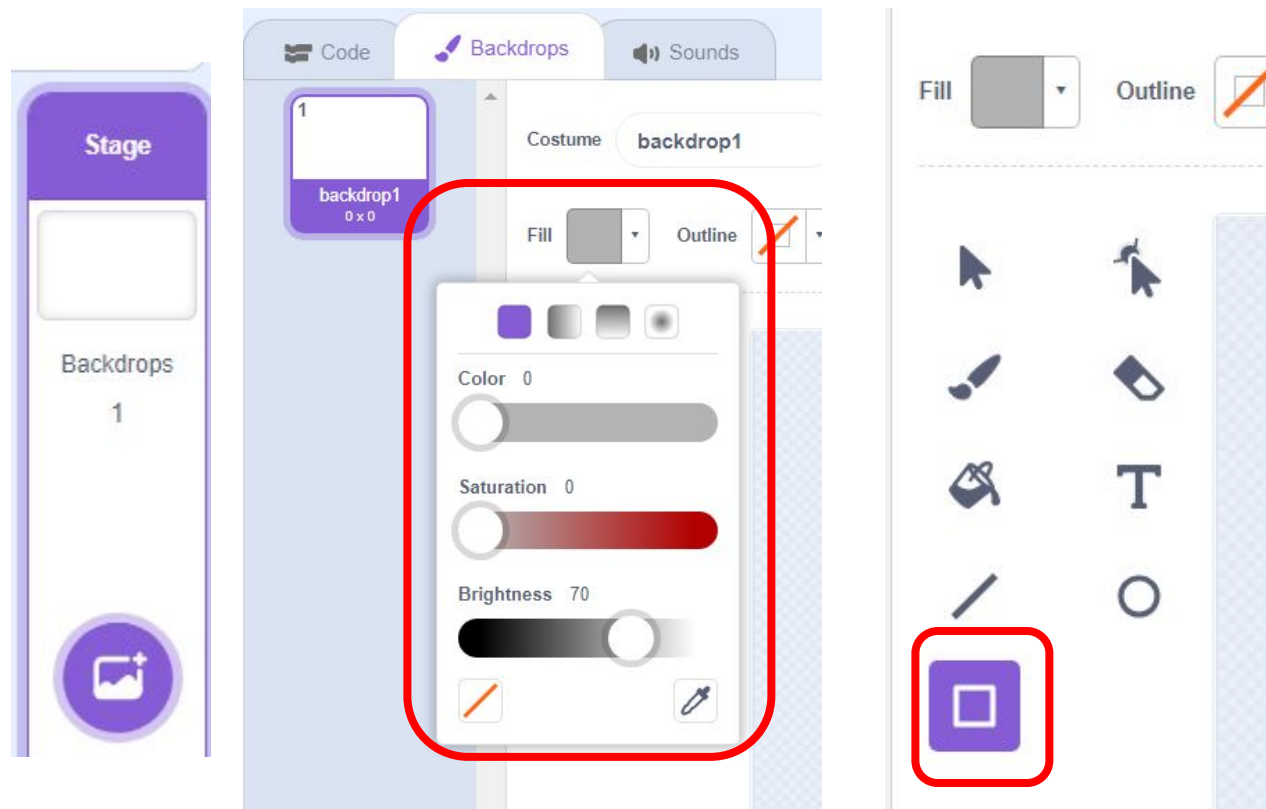 Stage
Backdrops
1
Code Backdrops Sounds
1
backdrop1
0 x 0
Costume backdrop1
Fill Outline
Color 0
Saturation 0
Brightness 70
Fill Outline
T